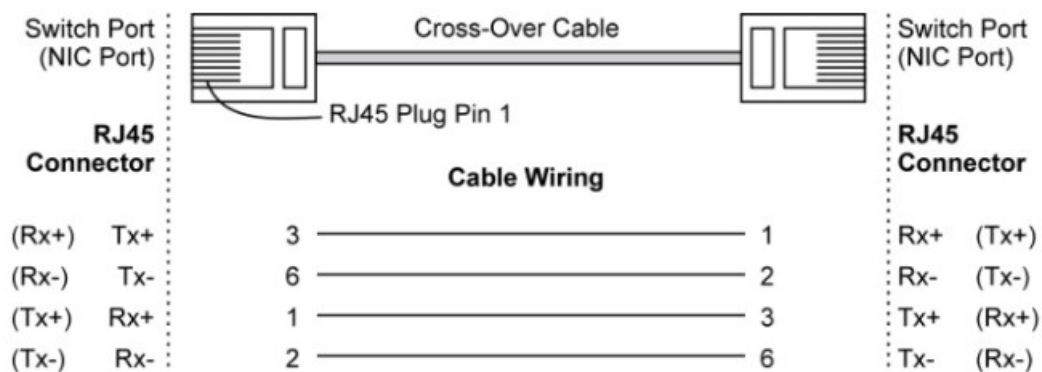 Switch Port
(NIC Port)
Cross-Over Cable
Switch Port
(NIC Port)
RJ45 Plug Pin 1
RJ45
Connector
RJ45
Connector
Cable Wiring
(Rx+) Tx+ 3 1 Rx+ (Tx+)
(Rx-) Tx- 6 2 Rx- (Tx-)
(Tx+) Rx+ 1 3 Tx+ (Rx+)
(Tx-) Rx- 2 6 Tx- (Rx-)